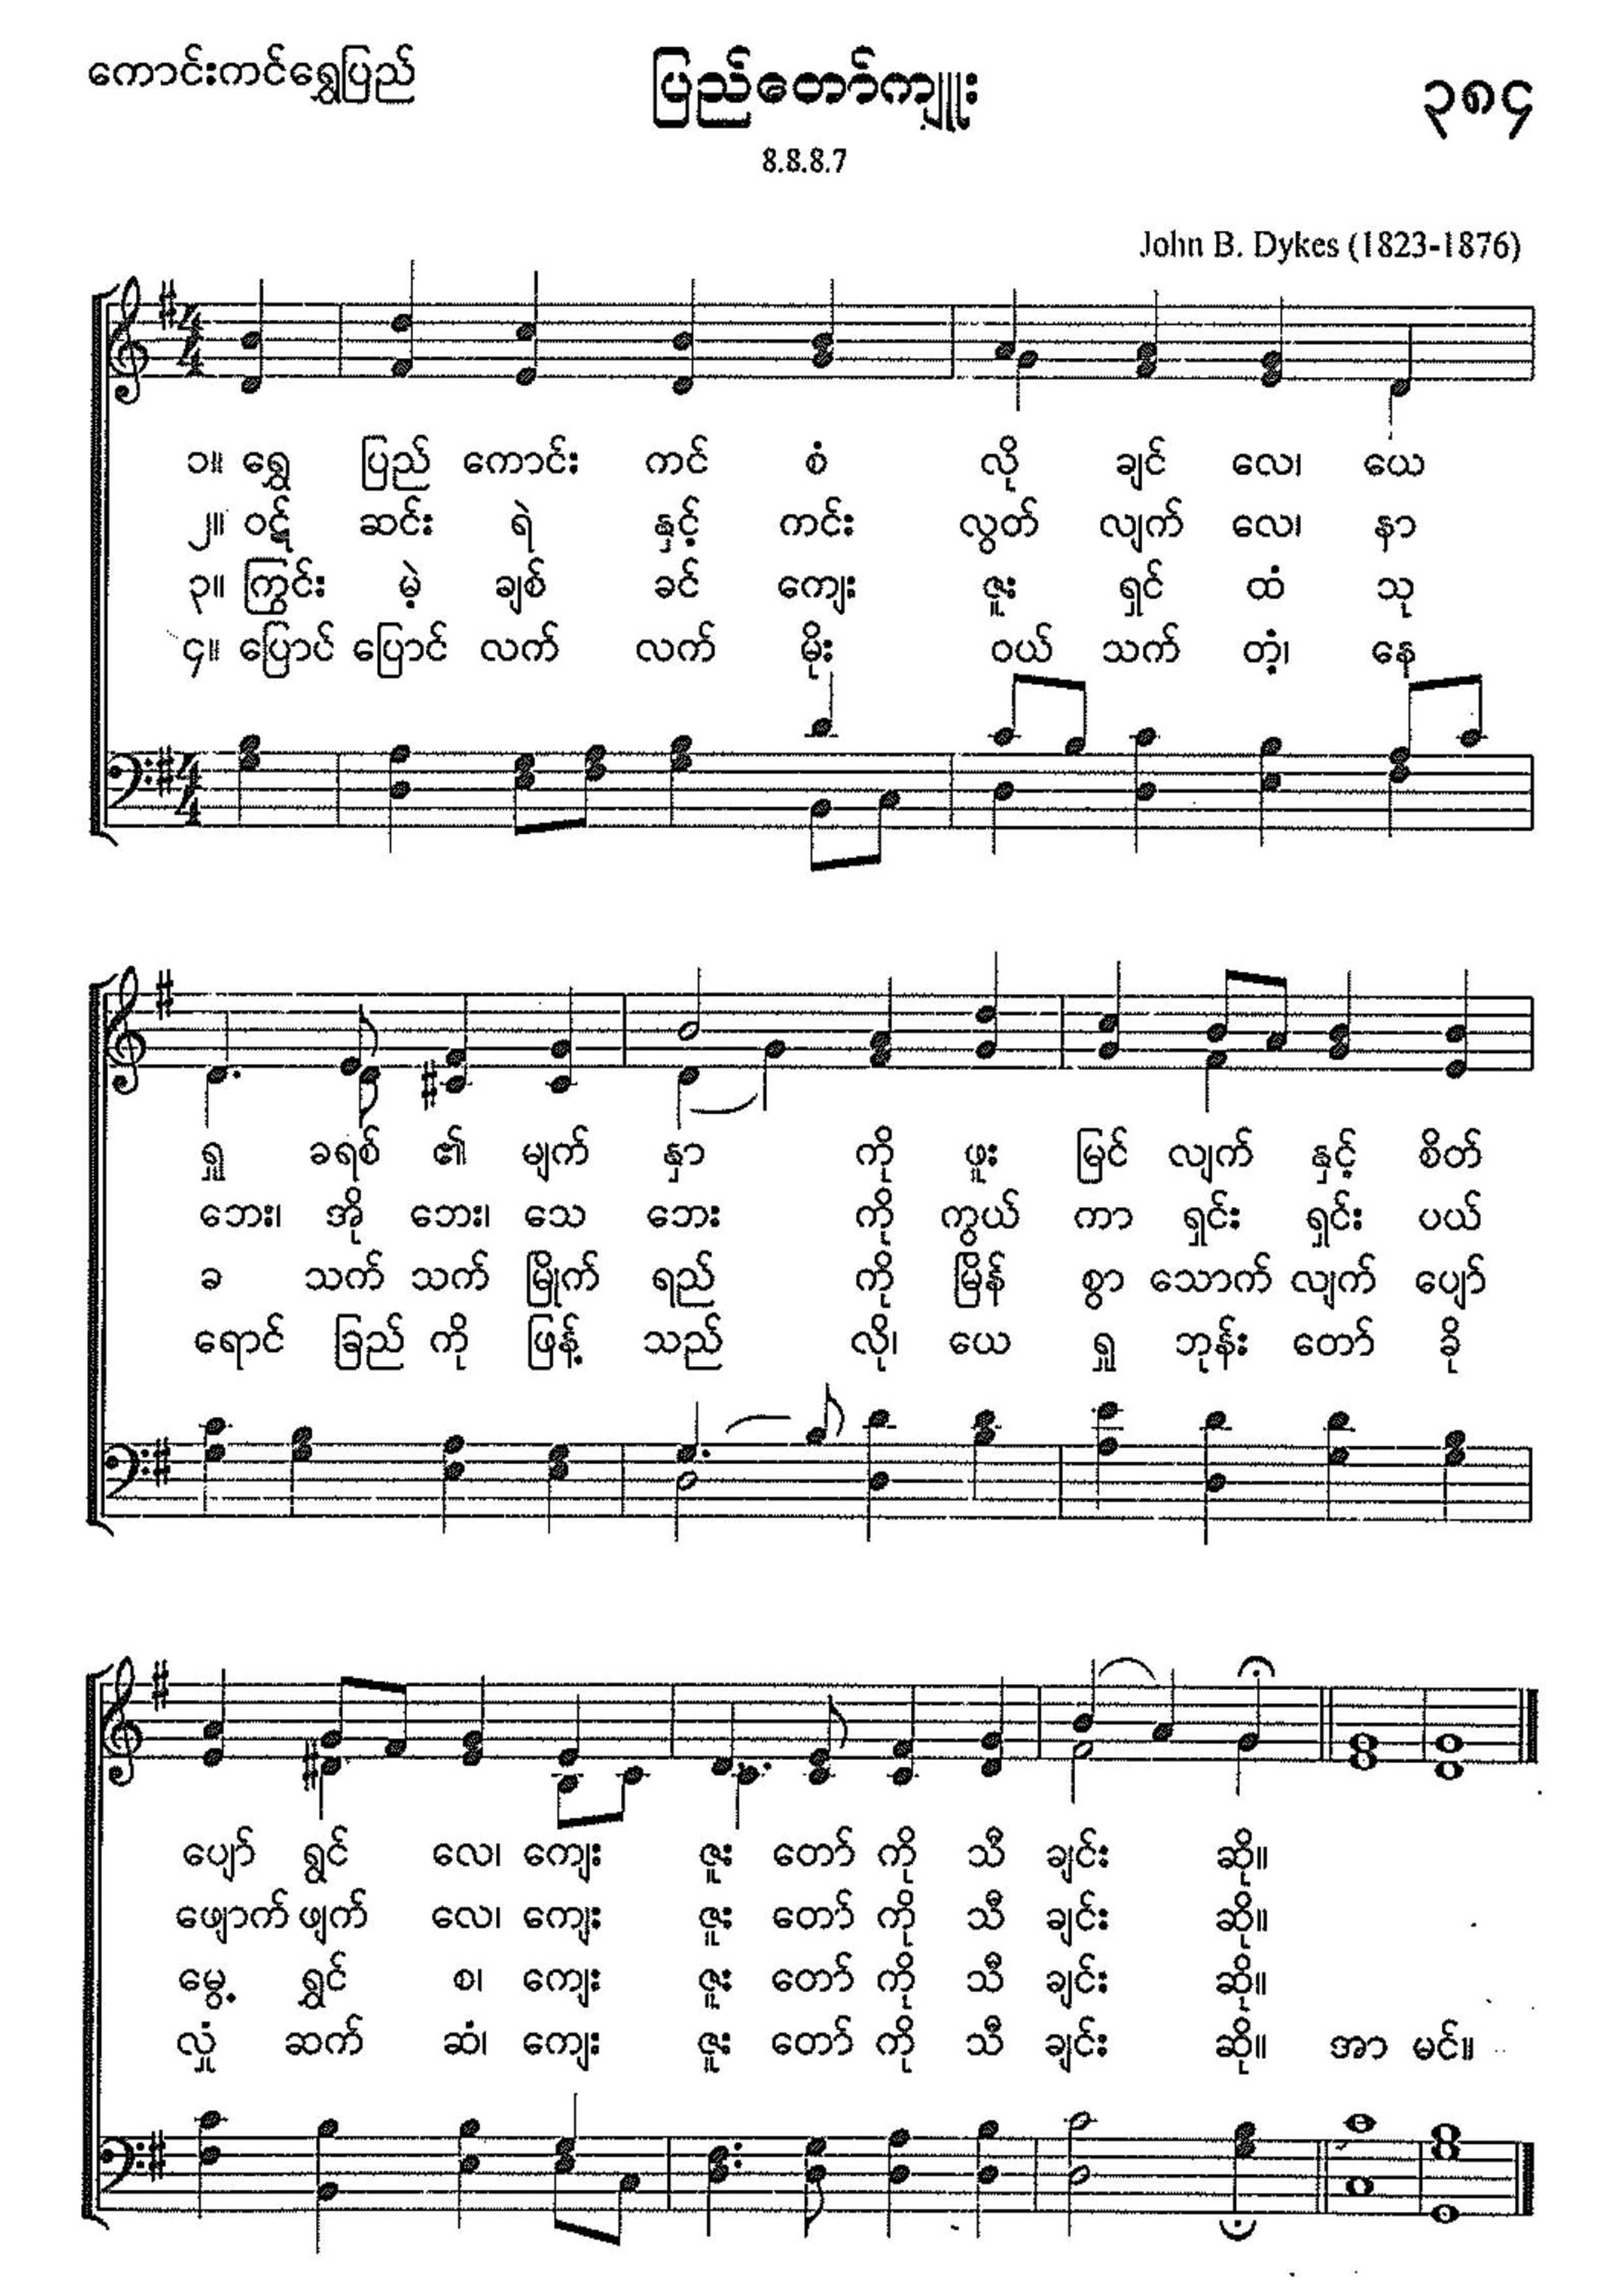 ကောင်းကင်ရွှေပြည်
ပြည်တော်ကျူး
၃၈၄
8.8.8.7
John B. Dykes (1823-1876)
၁။ ရွှေ ပြည် ကောင်း ကင် စံ လို ချင် လေ၊ ယေ
၂။ ဝဋ် ဆင်း ရဲ နှင့် ကင်း လွတ် လျက် လေ၊ နာ
၃။ ကြွင်း မဲ့ ချစ် ခင် ကျေး ဇူး ရှင် ထံ သု
၄။ ပြောပ် ပြောင် လက် လက် မိုး ဝယ် သက် တံ့၊ နေ
ရှု ခရစ် ၏ မျက် နှာ ကို ဖူး မြင် လျက် နှင့် စိတ်
ဘေး၊ အို ဘေး၊ သေ ဘေး ကို ကွယ် ကာ ရှင်း ရှင်း ပယ်
ခ သက် သက် မြိုက် ရည် ကို မြိန် စွာ သောက် လျက် ပျော်
ရောင် ခြည် ကို ဖြန့် သည် လို၊ ယေ ရှု ဘုန်း တော် ခို
ပျော် ရွှင် လေ၊ ကျေး ဇူး တော် ကို သီ ချင်း ဆို။
ဖျောက် ဖျက် လေ၊ ကျေး ဇူး တော် ကို သီ ချင်း ဆို။
မွေ့ ရွှင် စ၊ ကျေး ဇူး တော် ကို သီ ချင်း ဆို။
လှုံ ဆက် ဆံ၊ ကျေး ဇူး တော် ကို သီ ချင်း ဆို။ အာ မင်။